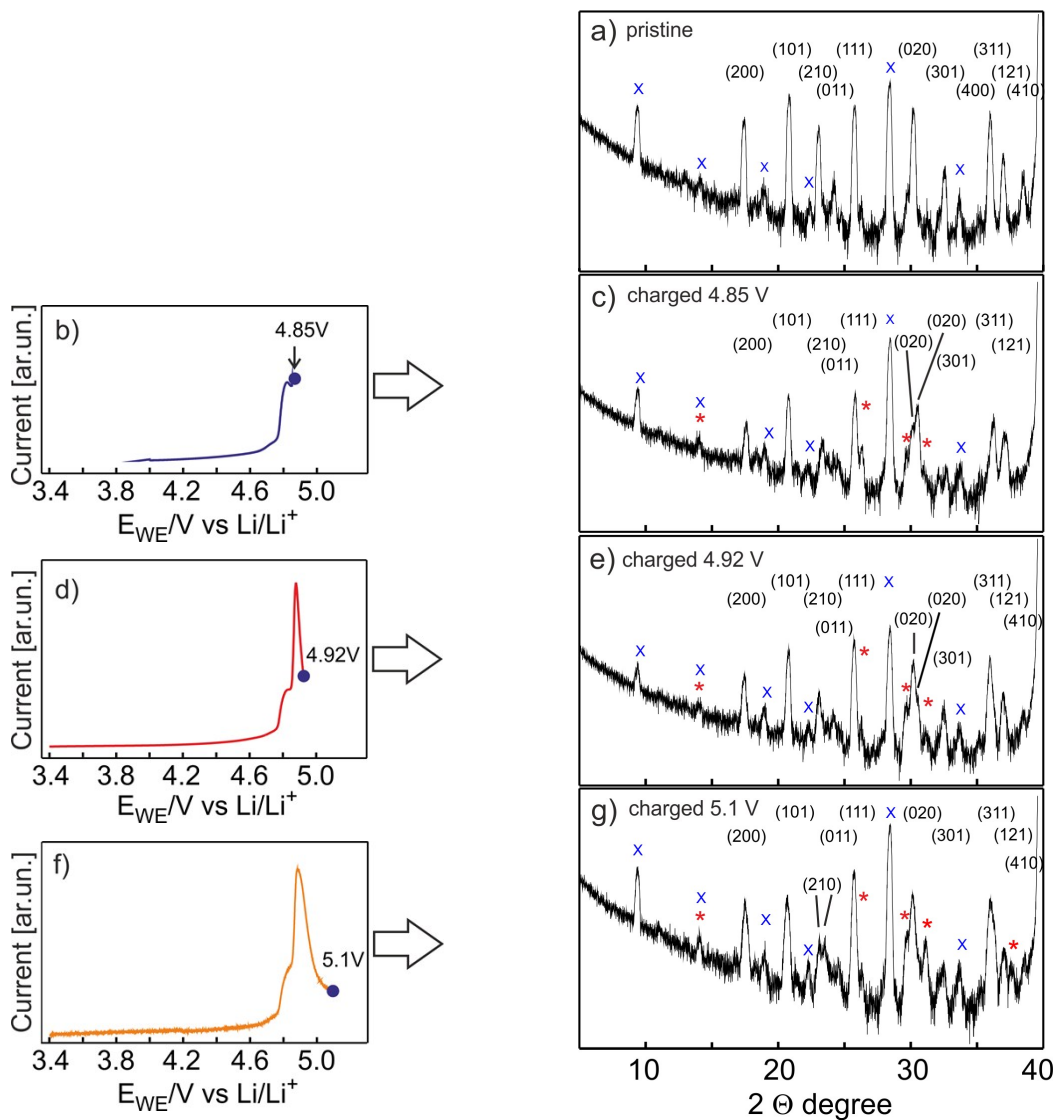 a) pristine
(200)
(101)
(210)
(011)
(111)
x
(020)
(301)
(311)
(400)
(121)
(410)
x
x
x
x
x
b)
4.85V
Current [ar.un.]
3.4 3.8 4.2 4.6 5.0
E_WE/V vs Li/Li⁺
c) charged 4.85 V
(200)
(101)
(210)
(011)
(111)
x
(020)
(020)
(301)
(311)
(121)
x
x
*
x
x
*
*
*
x
d)
4.92V
Current [ar.un.]
3.4 3.8 4.2 4.6 5.0
E_WE/V vs Li/Li⁺
e) charged 4.92 V
(200)
(101)
(210)
(011)
(111)
x
(020)
(020)
(301)
(311)
(121)
(410)
x
x
*
x
x
*
*
*
x
f)
5.1V
Current [ar.un.]
3.4 3.8 4.2 4.6 5.0
E_WE/V vs Li/Li⁺
g) charged 5.1 V
(200)
(101)
(210)
(011)
(111)
x
(020)
(301)
(311)
(121)
(410)
x
x
*
x
x
*
*
*
x
*
10 20 30 40
2 Θ degree